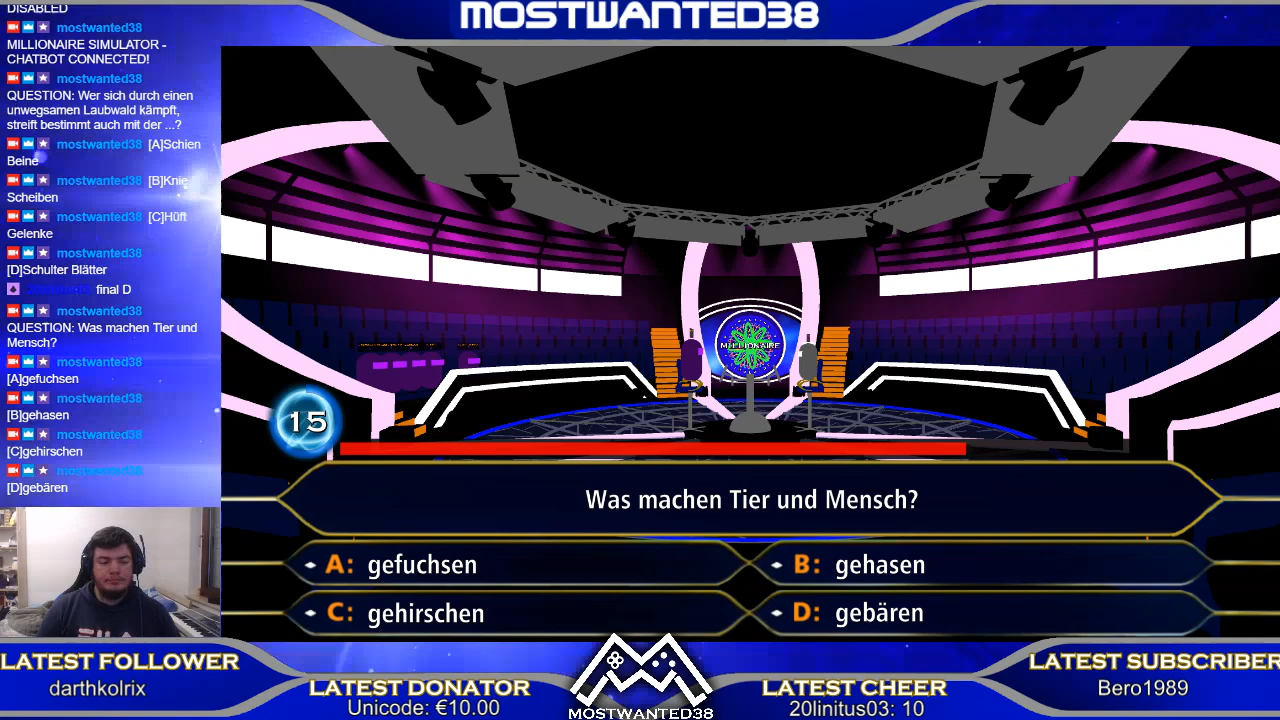 MOSTWANTED38
DISABLED
mostwanted38
MILLIONAIRE SIMULATOR -
CHATBOT CONNECTED!
mostwanted38
QUESTION: Wer sich durch einen
unwegsamen Laubwald kämpft,
streift bestimmt auch mit der ...?
mostwanted38 [A]Schien
Beine
mostwanted38 [B]Knie
Scheiben
mostwanted38 [C]Hüft
Gelenke
mostwanted38
[D]Schulter Blätter
final D
mostwanted38
QUESTION: Was machen Tier und
Mensch?
mostwanted38
[A]gefuchsen
mostwanted38
[B]gehasen
mostwanted38
[C]gehirschen
mostwanted38
[D]gebären
MILLIONAIRE
15
Was machen Tier und Mensch?
A: gefuchsen
B: gehasen
C: gehirschen
D: gebären
FILA
LATEST FOLLOWER
darthkolrix
LATEST DONATOR
Unicode: €10.00
MOSTWANTED38
LATEST CHEER
20linitus03: 10
LATEST SUBSCRIBER
Bero1989